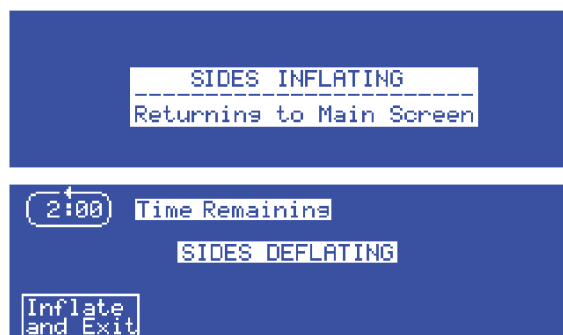 SIDES INFLATING
Returning to Main Screen
2:00 Time Remaining
SIDES DEFLATING
Inflate
and Exit